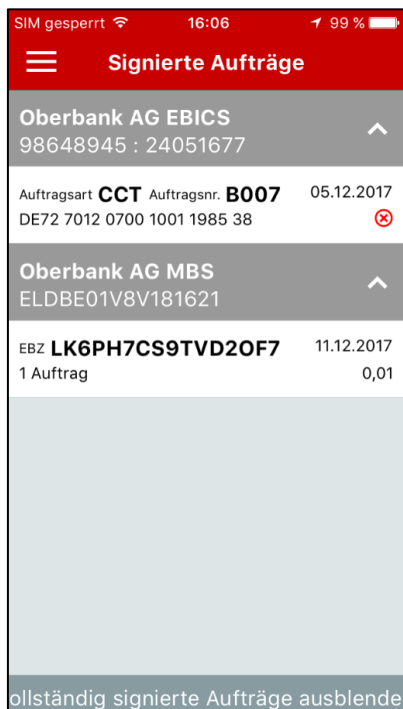 SIM gesperrt 16:06 99 %
Signierte Aufträge
Oberbank AG EBICS
98648945 : 24051677
Auftragsart CCT Auftragsnr. B007 05.12.2017
DE72 7012 0700 1001 1985 38
Oberbank AG MBS
ELDBE01V8V181621
EBZ LK6PH7CS9TVD2OF7 11.12.2017
1 Auftrag 0,01
ollständig signierte Aufträge ausblende